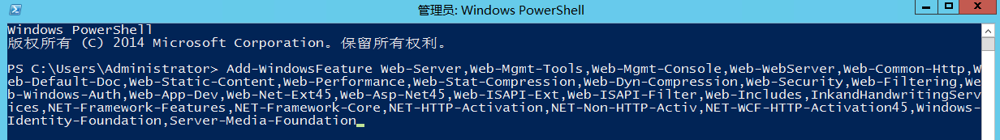 管理员: Windows PowerShell
Windows PowerShell
版权所有 (C) 2014 Microsoft Corporation。保留所有权利。
PS C:\Users\Administrator> Add-WindowsFeature Web-Server,Web-Mgmt-Tools,Web-Mgmt-Console,Web-WebServer,Web-Common-Http,W
eb-Default-Doc,Web-Static-Content,Web-Performance,Web-Stat-Compression,Web-Dyn-Compression,Web-Security,Web-Filtering,We
b-Windows-Auth,Web-App-Dev,Web-Net-Ext45,Web-Asp-Net45,Web-ISAPI-Ext,Web-ISAPI-Filter,Web-Includes,InkandHandwritingServ
ices,NET-Framework-Features,NET-Framework-Core,NET-HTTP-Activation,NET-Non-HTTP-Activ,NET-WCF-HTTP-Activation45,Windows-
Identity-Foundation,Server-Media-Foundation